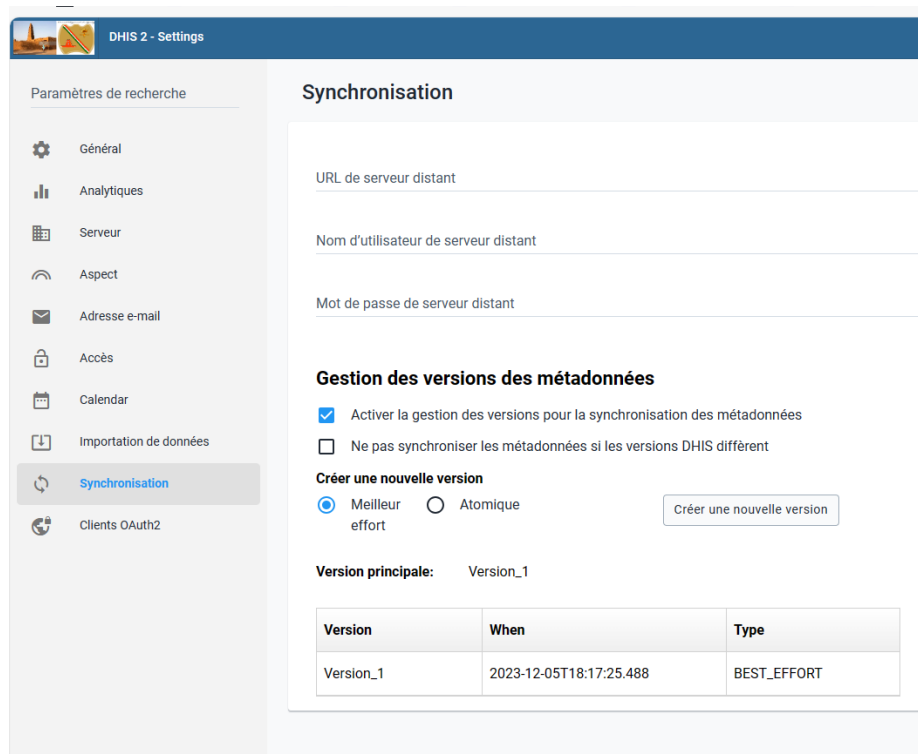 DHIS 2 - Settings
Paramètres de recherche
Général
Analytiques
Serveur
Aspect
Adresse e-mail
Accès
Calendar
Importation de données
Synchronisation
Clients OAuth2
Synchronisation
URL de serveur distant
Nom d'utilisateur de serveur distant
Mot de passe de serveur distant
Gestion des versions des métadonnées
Activer la gestion des versions pour la synchronisation des métadonnées
Ne pas synchroniser les métadonnées si les versions DHIS diffèrent
Créer une nouvelle version
Meilleur effort
Atomique
Créer une nouvelle version
Version principale: Version_1
Version When Type
Version_1 2023-12-05T18:17:25.488 BEST_EFFORT